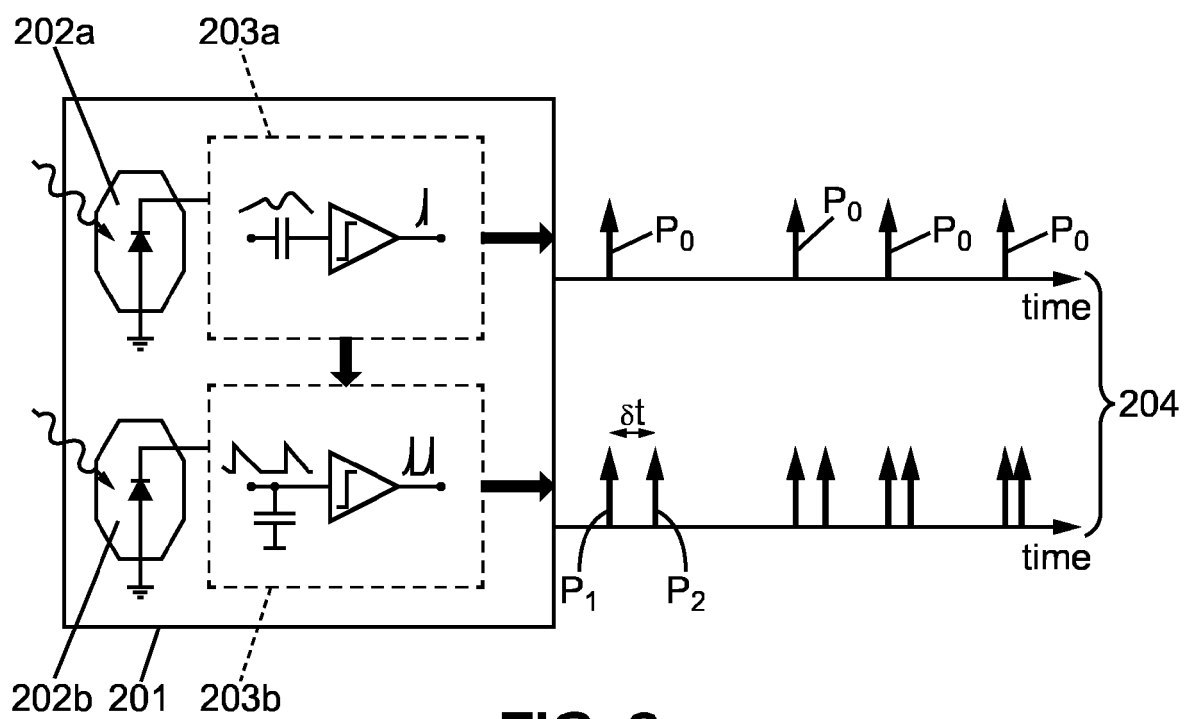 202a 203a
P₀ P₀ P₀ P₀
time
204
δt
time
P₁ P₂
202b 201 203b